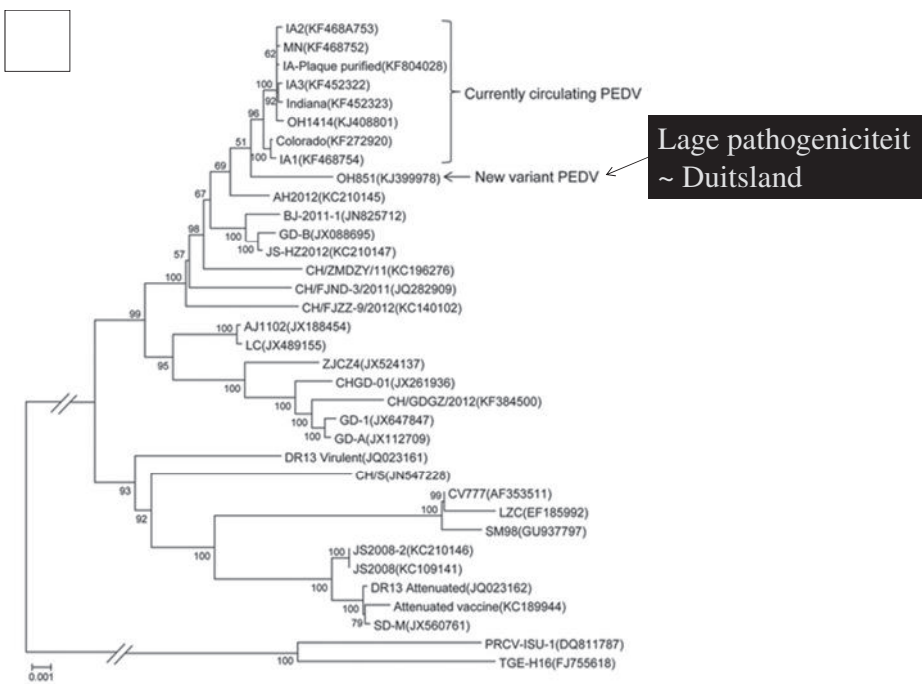 IA2(KF468A753)
62
MN(KF468752)
IA-Plaque purified(KF804028)
100
IA3(KF452322)
Currently circulating PEDV
92
Indiana(KF452323)
96
OH1414(KJ408801)
51
Colorado(KF272920)
100
IA1(KF468754)
Lage pathogeniciteit
~ Duitsland
69
OH851(KJ399978)
New variant PEDV
67
AH2012(KC210145)
BJ-2011-1(JN825712)
98
100
GD-B(JX088695)
100
JS-HZ2012(KC210147)
57
CH/ZMDZY/11(KC196276)
100
CH/FJND-3/2011(JQ282909)
CH/FJZZ-9/2012(KC140102)
99
100
AJ1102(JX188454)
LC(JX489155)
95
ZJCZ4(JX524137)
100
CHGD-01(JX261936)
100
CH/GDGZ/2012(KF384500)
100
GD-1(JX647847)
100
GD-A(JX112709)
DR13 Virulent(JQ023161)
93
CH/S(JN547228)
99
CV777(AF353511)
92
100
LZC(EF185992)
SM98(GU937797)
100
100
JS2008-2(KC210146)
JS2008(KC109141)
100
DR13 Attenuated(JQ023162)
100
Attenuated vaccine(KC189944)
79
SD-M(JX560761)
PRCV-ISU-1(DQ811787)
100
TGE-H16(FJ755618)
0.001